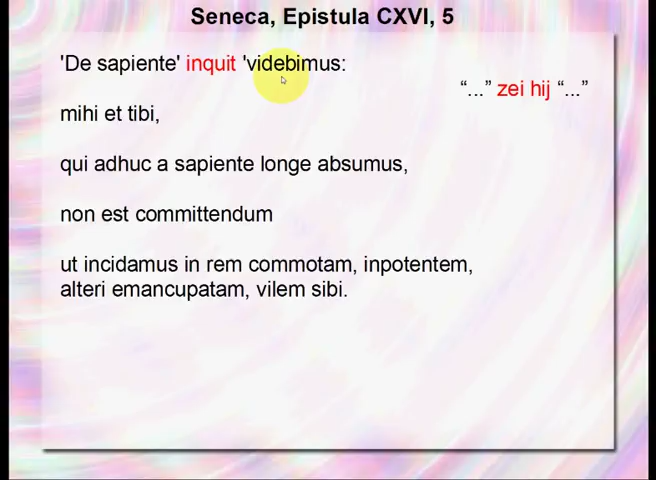 Seneca, Epistula CXVI, 5
'De sapiente' inquit 'videbimus:
“...” zei hij “...”
mihi et tibi,
qui adhuc a sapiente longe absumus,
non est committendum
ut incidamus in rem commotam, inpotentem,
alteri emancupatam, vilem sibi.